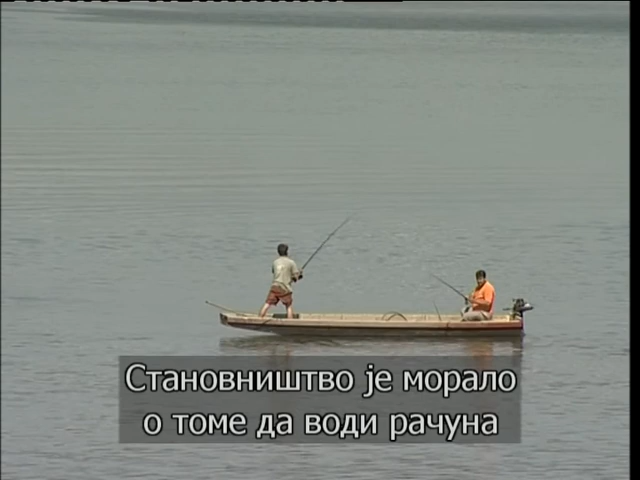 Становништво је морало
о томе да води рачуна